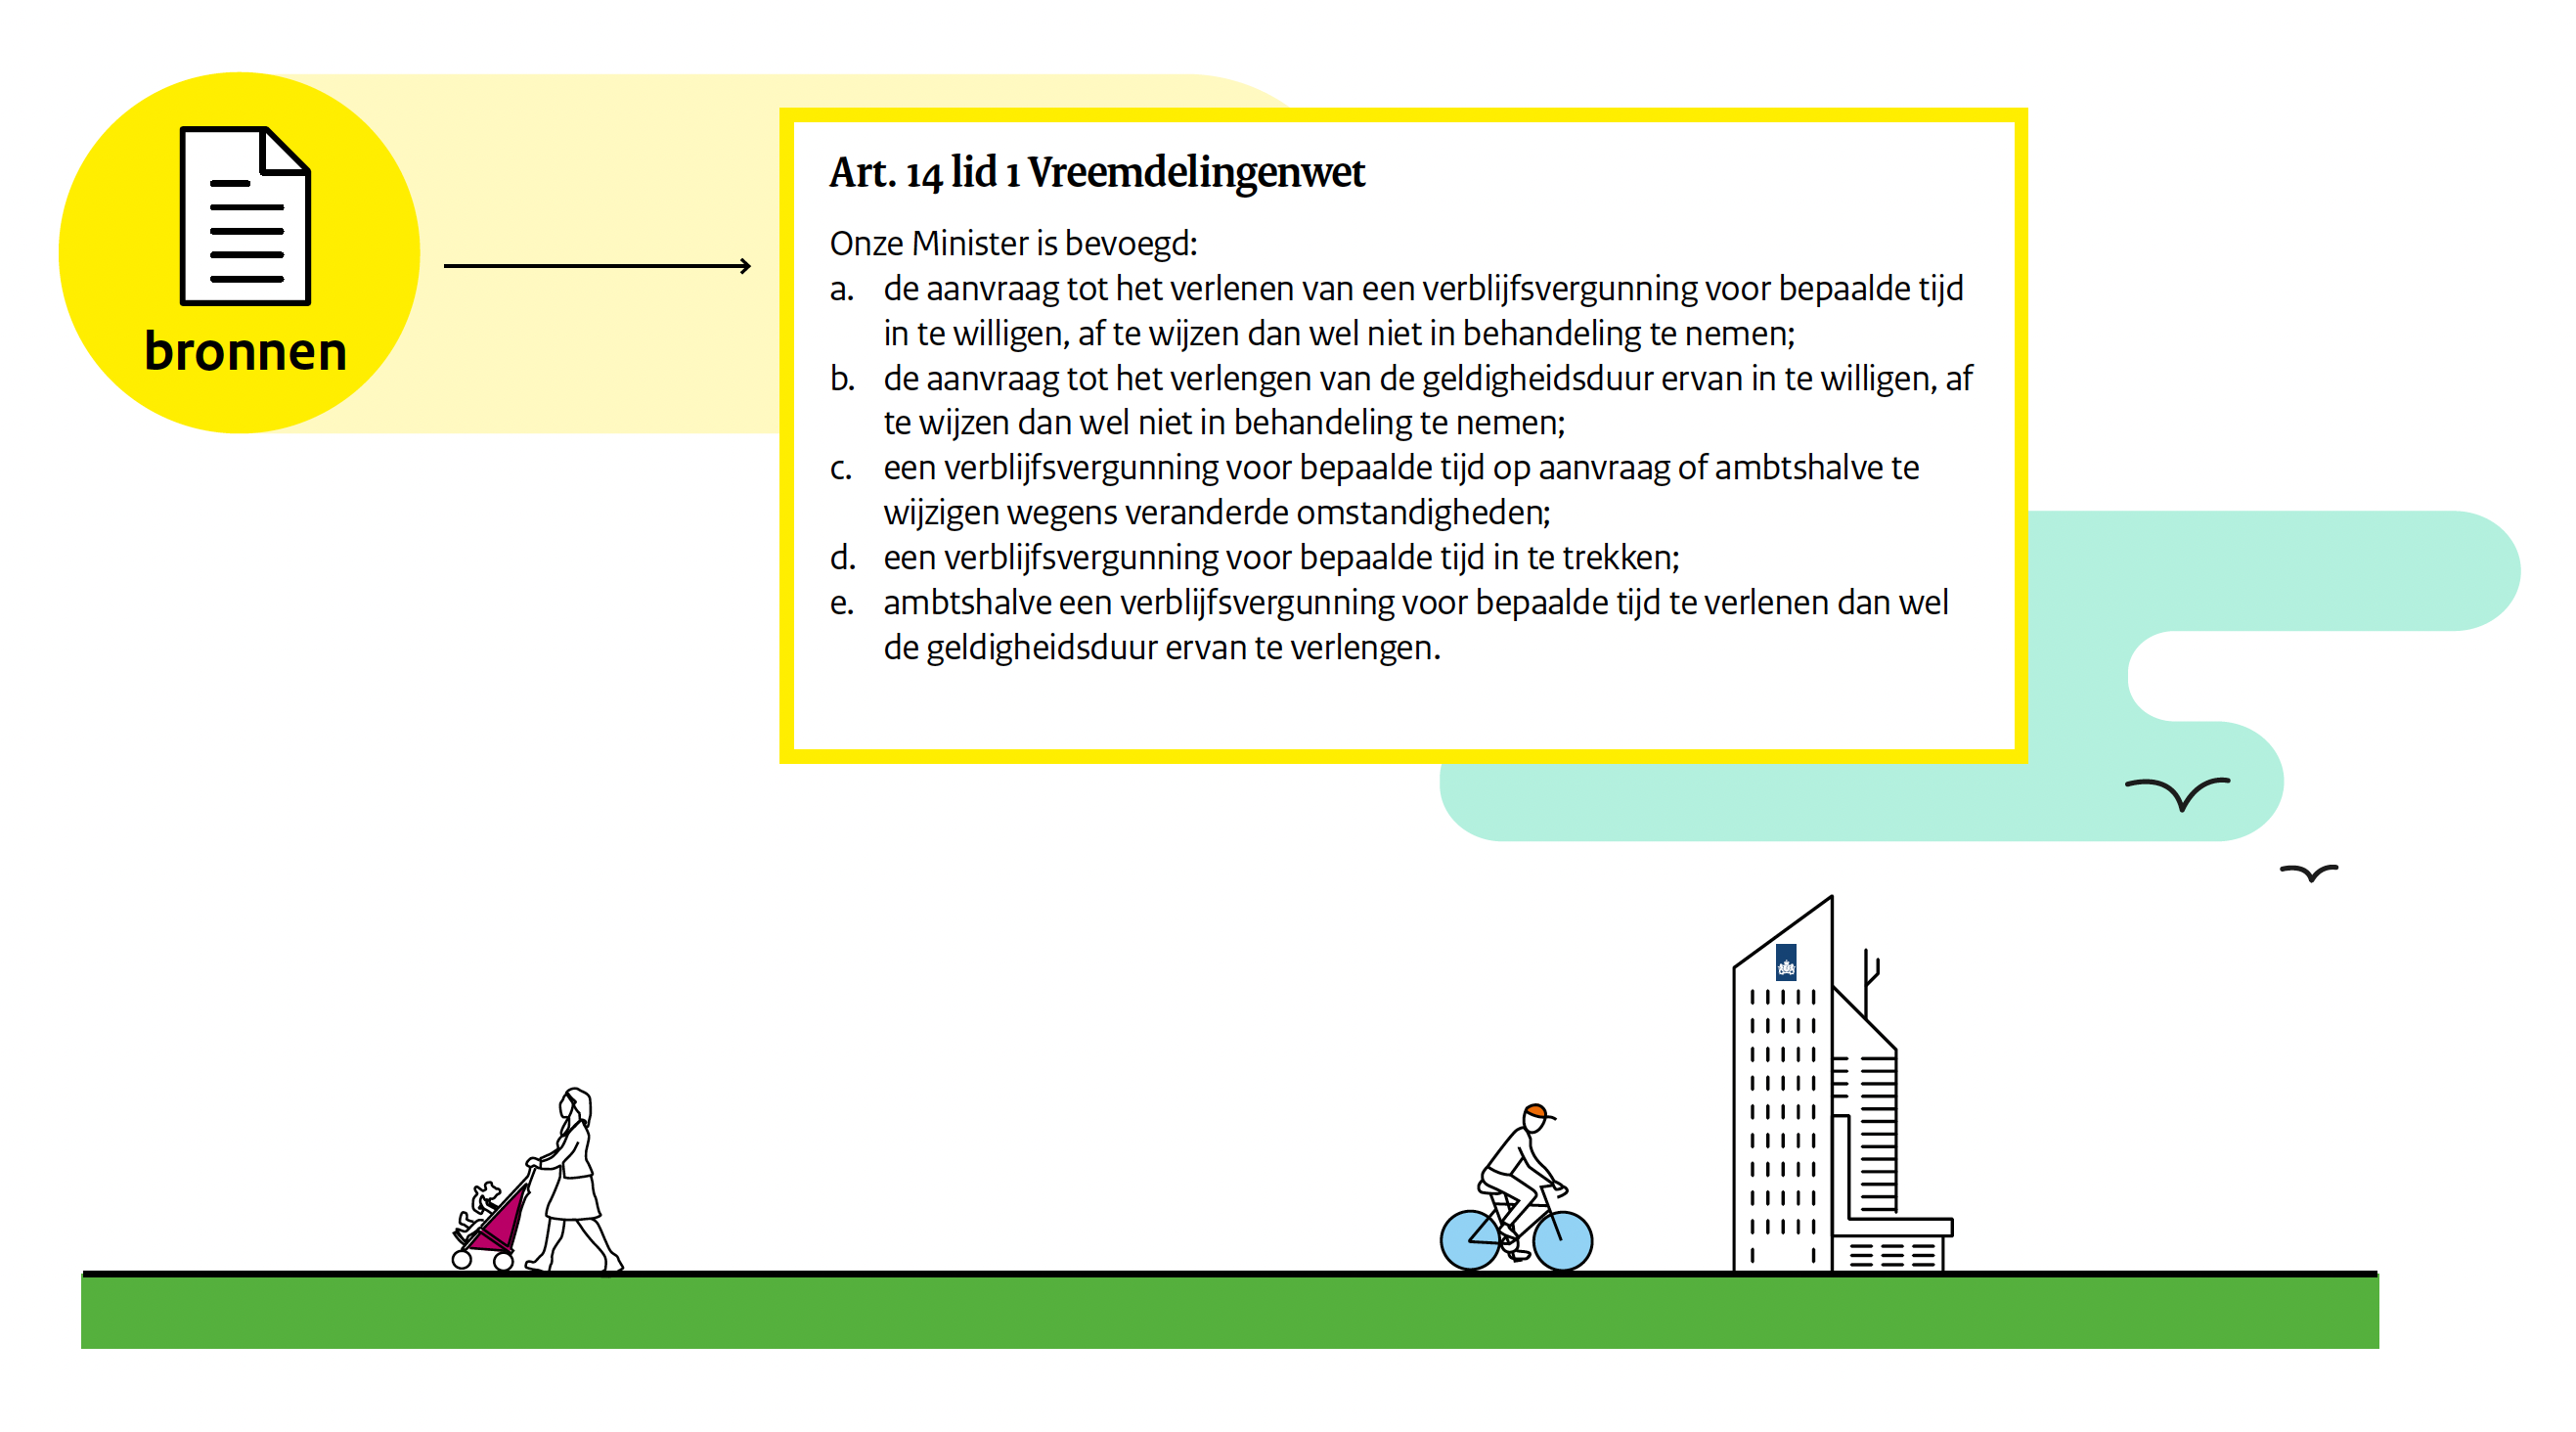 bronnen
Art. 14 lid 1 Vreemdelingenwet
Onze Minister is bevoegd:
a. de aanvraag tot het verlenen van een verblijfsvergunning voor bepaalde tijd
in te willigen, af te wijzen dan wel niet in behandeling te nemen;
b. de aanvraag tot het verlengen van de geldigheidsduur ervan in te willigen, af
te wijzen dan wel niet in behandeling te nemen;
c. een verblijfsvergunning voor bepaalde tijd op aanvraag of ambtshalve te
wijzigen wegens veranderde omstandigheden;
d. een verblijfsvergunning voor bepaalde tijd in te trekken;
e. ambtshalve een verblijfsvergunning voor bepaalde tijd te verlenen dan wel
de geldigheidsduur ervan te verlengen.